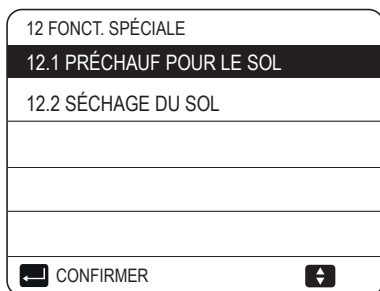 12 FONCT. SPÉCIALE
12.1 PRÉCHAUF POUR LE SOL
12.2 SÉCHAGE DU SOL
CONFIRMER